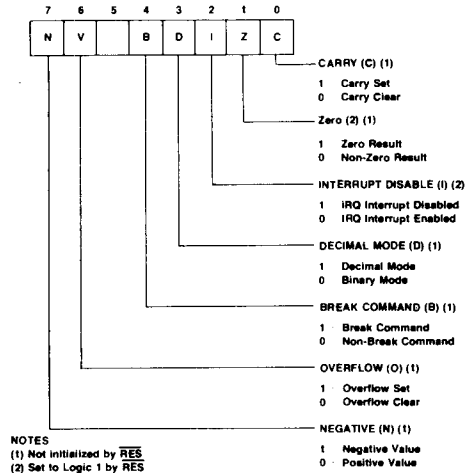 7 6 5 4 3 2 1 0
N V B D I Z C
CARRY (C) (1)
1 Carry Set
0 Carry Clear
Zero (2) (1)
1 Zero Result
0 Non-Zero Result
INTERRUPT DISABLE (I) (2)
1 IRQ Interrupt Disabled
0 IRQ Interrupt Enabled
DECIMAL MODE (D) (1)
1 Decimal Mode
0 Binary Mode
BREAK COMMAND (B) (1)
1 Break Command
0 Non-Break Command
OVERFLOW (O) (1)
1 Overflow Set
0 Overflow Clear
NEGATIVE (N) (1)
1 Negative Value
0 Positive Value
NOTES
(1) Not initialized by RES
(2) Set to Logic 1 by RES